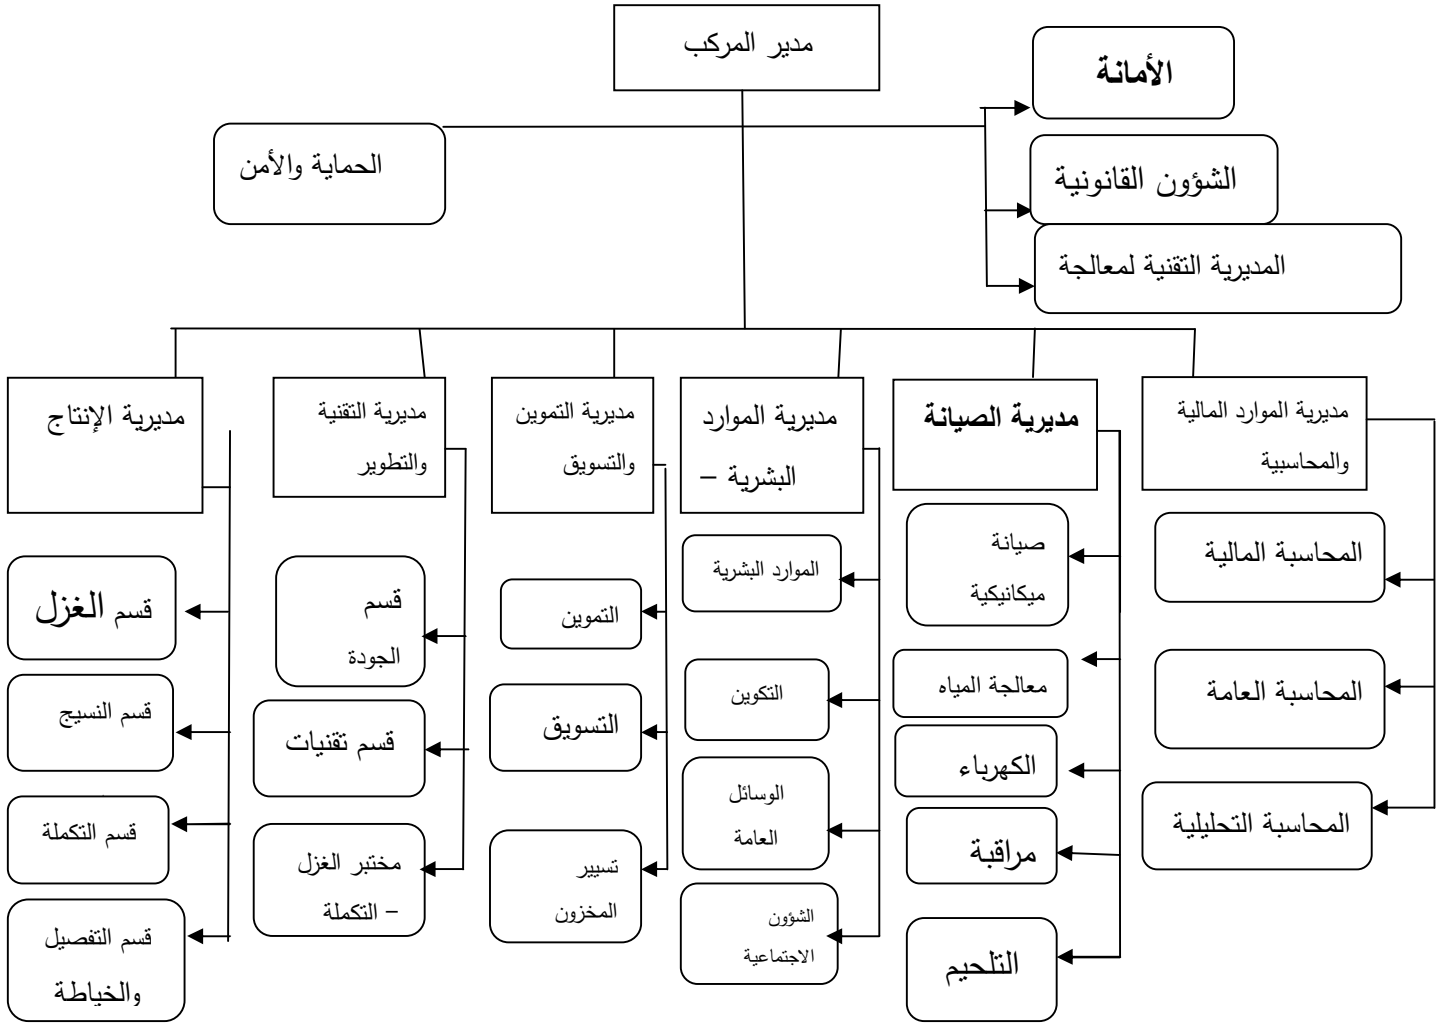 مدير المركب
الأمانة
الحماية والأمن
الشؤون القانونية
المديرية التقنية لمعالجة
مديرية الموارد المالية
والمحاسبية
مديرية الصيانة
مديرية الموارد
البشرية –
مديرية التموين
والتسويق
مديرية التقنية
والتطوير
مديرية الإنتاج
المحاسبة المالية
المحاسبة العامة
المحاسبة التحليلية
صيانة
ميكانيكية
معالجة المياه
الكهرباء
مراقبة
التلحيم
الموارد البشرية
التكوين
الوسائل
العامة
الشؤون
الاجتماعية
التموين
التسويق
تسيير
المخزون
قسم
الجودة
قسم تقنيات
مختبر الغزل
– التكملة
قسم الغزل
قسم النسيج
قسم التكملة
قسم التفصيل
والخياطة